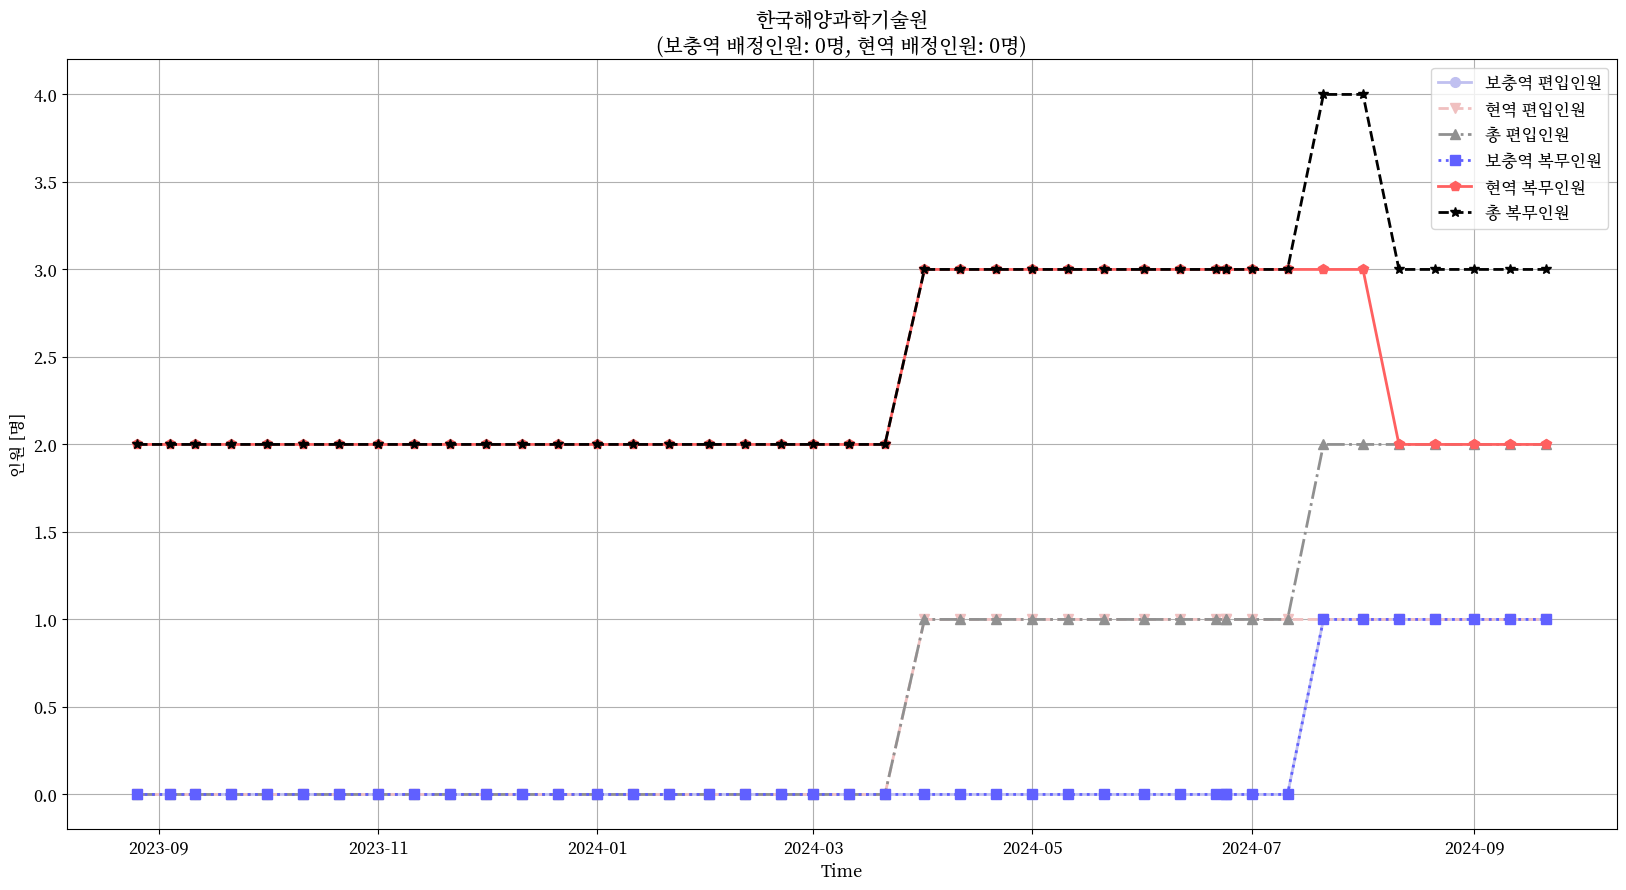 한국해양과학기술원
(보충역 배정인원: 0명, 현역 배정인원: 0명)
보충역 편입인원
현역 편입인원
총 편입인원
보충역 복무인원
현역 복무인원
총 복무인원
인원 [명]
4.0
3.5
3.0
2.5
2.0
1.5
1.0
0.5
0.0
2023-09
2023-11
2024-01
2024-03
2024-05
2024-07
2024-09
Time